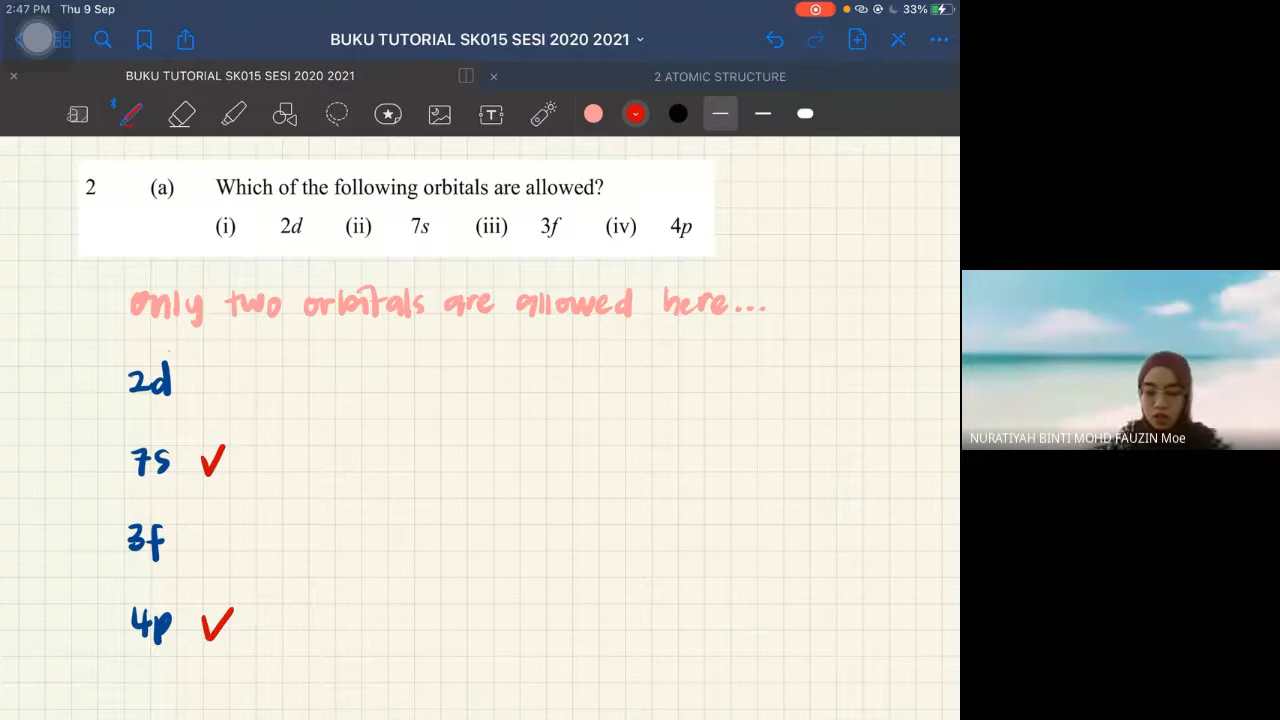 2:47 PM Thu 9 Sep
33%
BUKU TUTORIAL SK015 SESI 2020 2021
BUKU TUTORIAL SK015 SESI 2020 2021
2 ATOMIC STRUCTURE
2 (a) Which of the following orbitals are allowed?
(i) 2d (ii) 7s (iii) 3f (iv) 4p
only two orbitals are allowed here...
2d
7s ✓
3f
4p ✓
NURATIYAH BINTI MOHD FAUZIN Moe